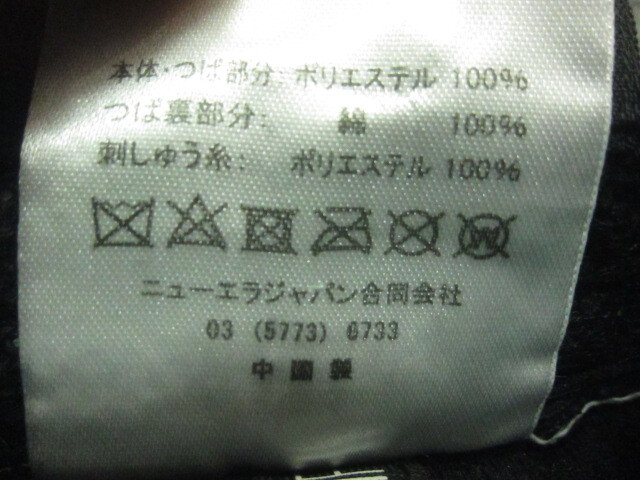 本体・つば部分: ポリエステル 100%
つば裏部分: 綿 100%
刺しゅう糸: ポリエステル 100%
W
ニューエラジャパン合同会社
03 (5773) 6733
中国製